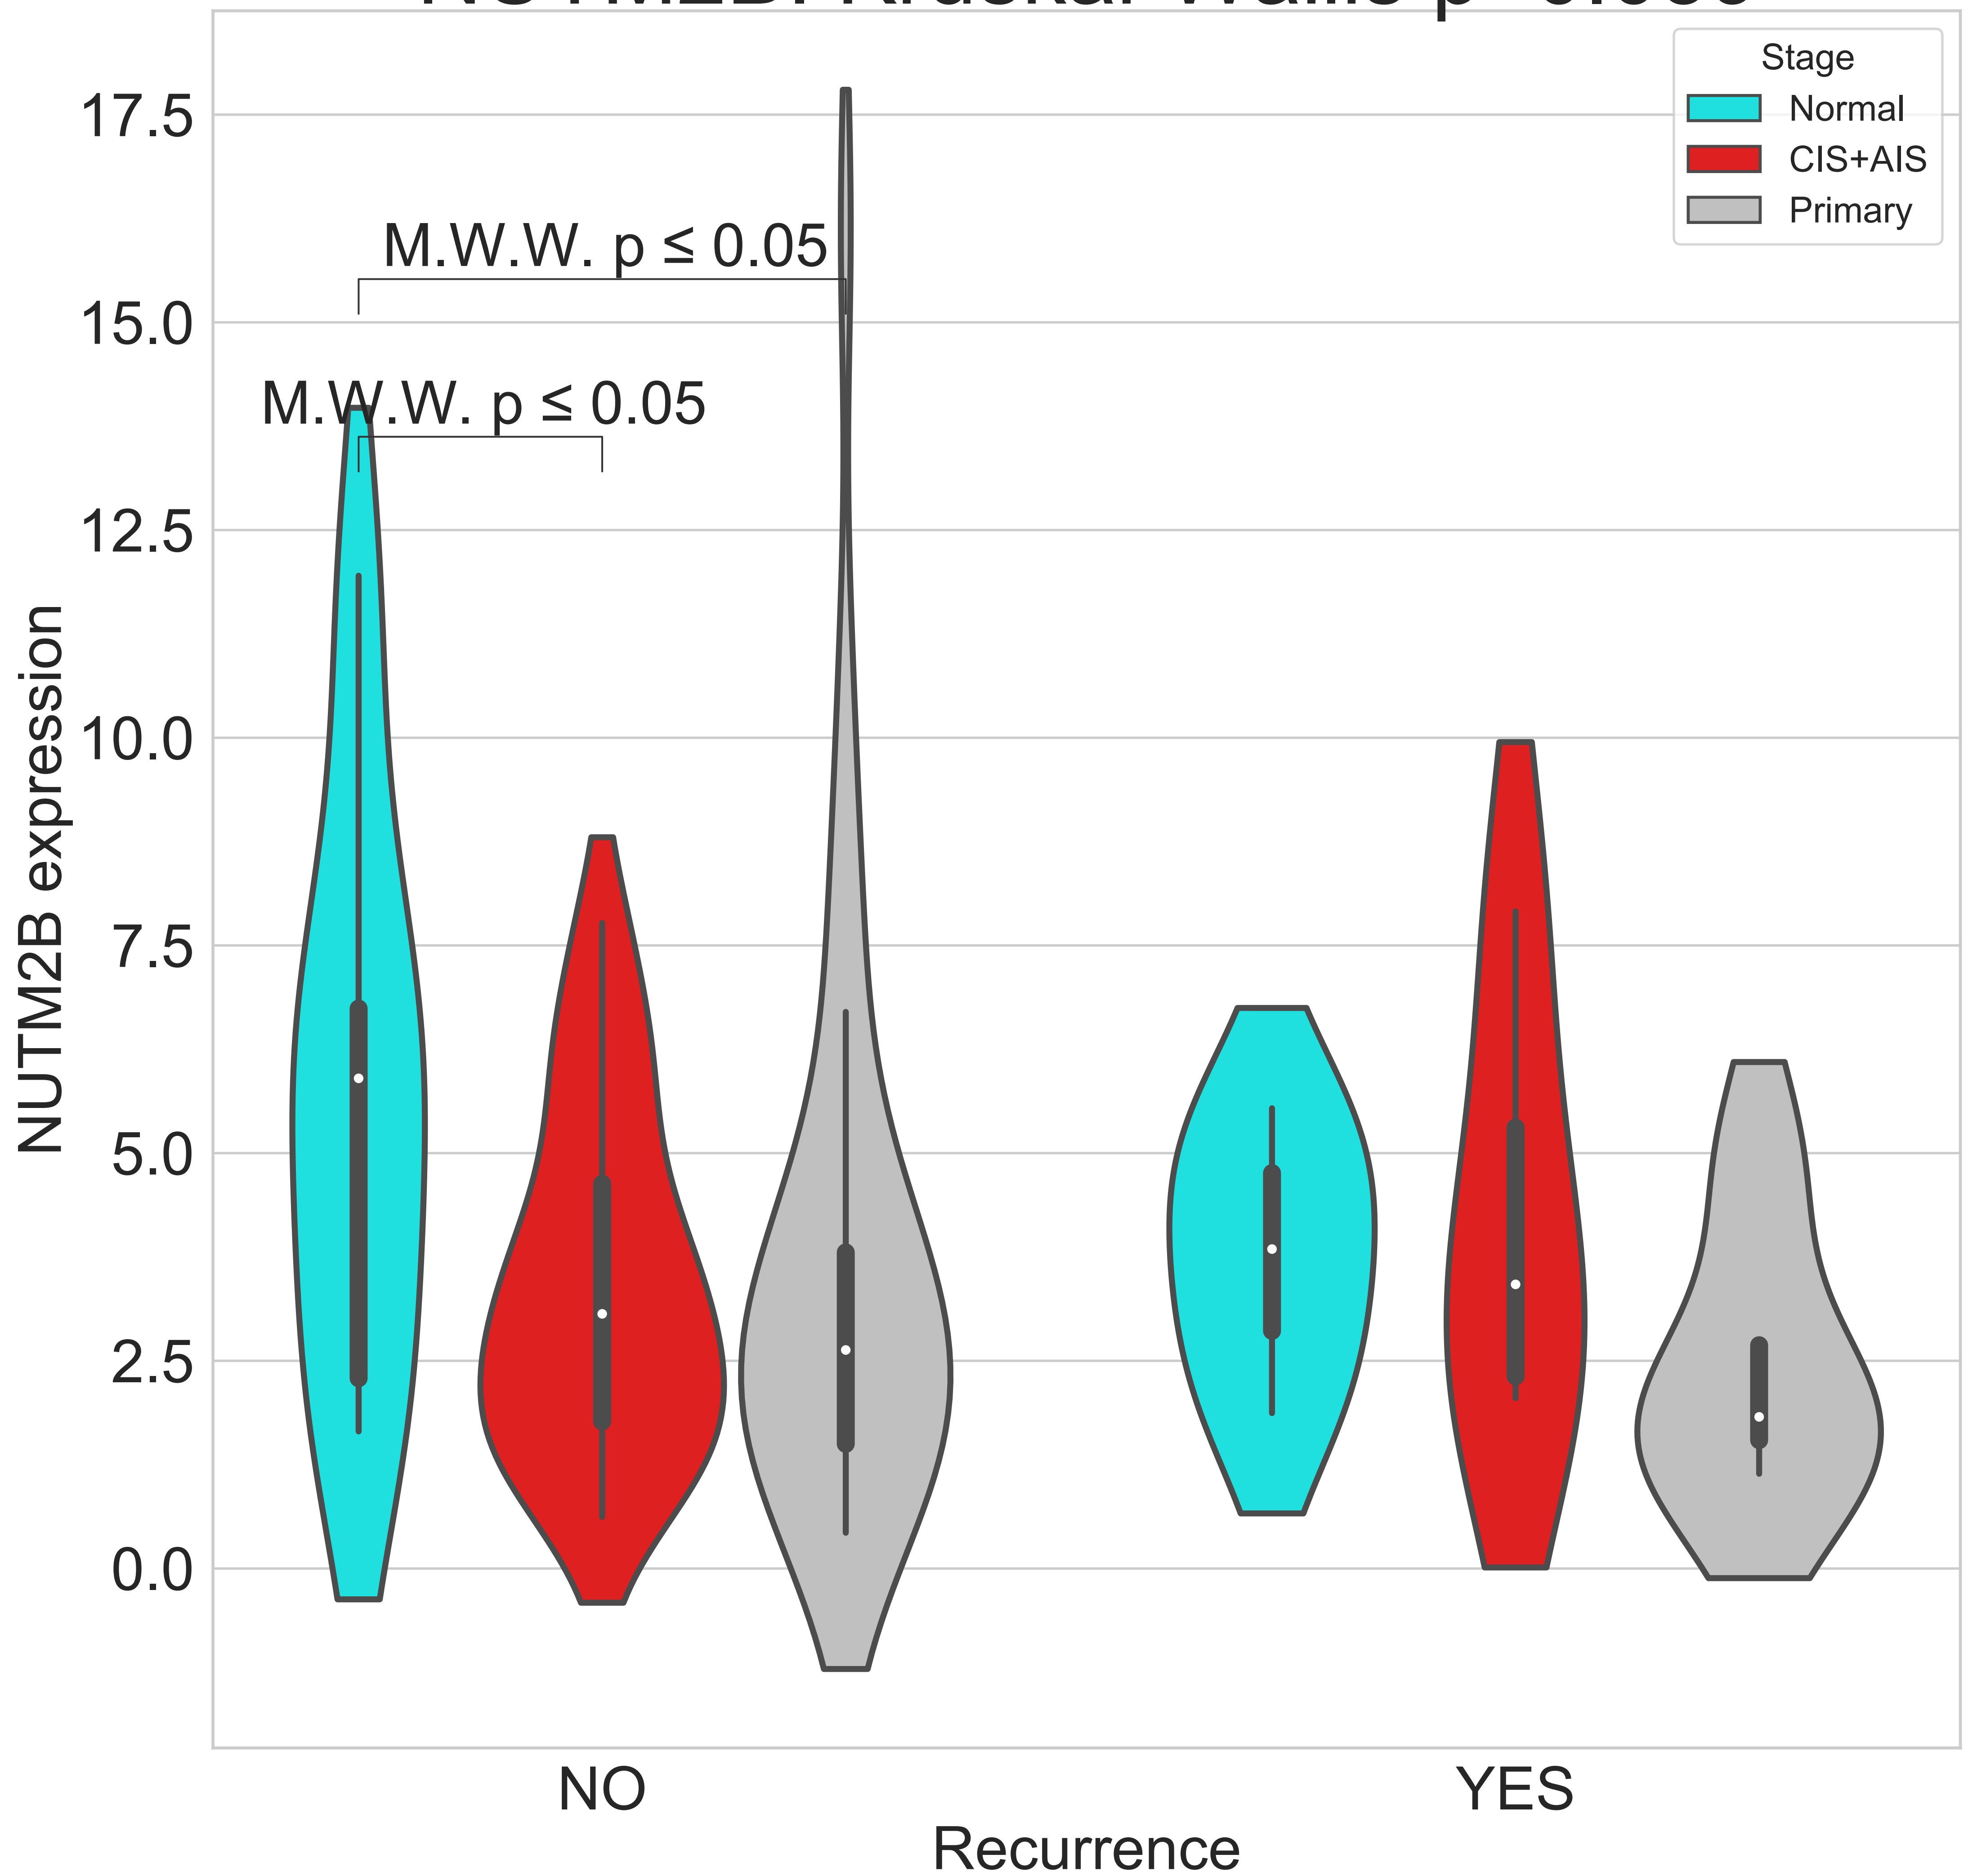 Stage
Normal
CIS+AIS
Primary
M.W.W. p ≤ 0.05
M.W.W. p ≤ 0.05
NUTM2B expression
17.5
15.0
12.5
10.0
7.5
5.0
2.5
0.0
NO
YES
Recurrence